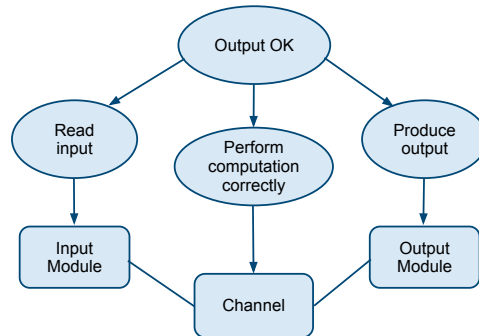 Output OK
Read
input
Perform
computation
correctly
Produce
output
Input
Module
Channel
Output
Module